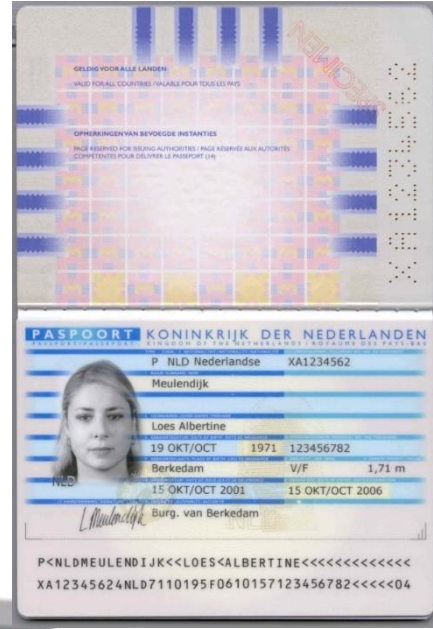 SPECIMEN
GELDIG VOOR ALLE LANDEN
VALID FOR ALL COUNTRIES / VALABLE POUR TOUS LES PAYS
OPMERKINGEN VAN BEVOEGDE INSTANTIES
PAGE RESERVED FOR ISSUING AUTHORITIES / PAGE RÉSERVÉE AUX AUTORITÉS
COMPÉTENTES POUR DÉLIVRER LE PASSEPORT (14)
XA1234562
PASPOORT KONINKRIJK DER NEDERLANDEN
PASSPORT/PASSEPORT KINGDOM OF THE NETHERLANDS / ROYAUME DES PAYS-BAS
P NLD Nederlandse XA1234562
Meulendijk
Loes Albertine
19 OKT/OCT 1971 123456782
Berkedam V/F 1,71 m
NLD
15 OKT/OCT 2001 15 OKT/OCT 2006
L Meulendijk Burg. van Berkedam
P<NLDMEULENDIJK<<LOES<ALBERTINE<<<<<<<<<<<<<
XA12345624NLD7110195F0610157123456782<<<<<04